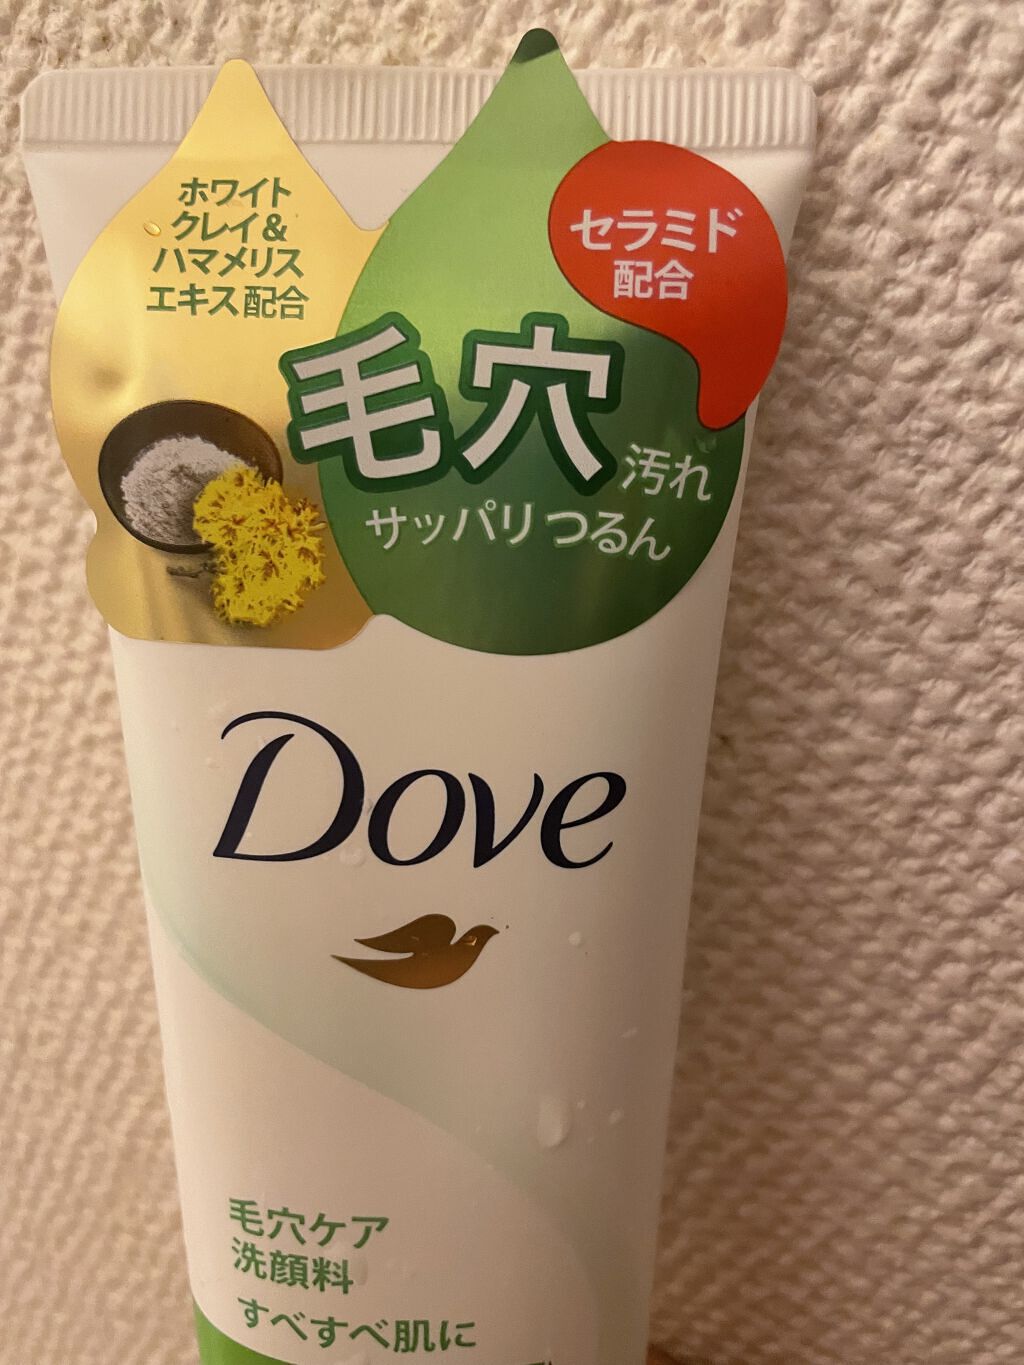 ホワイト
クレイ&
ハマメリス
エキス配合
セラミド
配合
毛穴
汚れ
サッパリつるん
Dove
毛穴ケア
洗顔料
すべすべ肌に